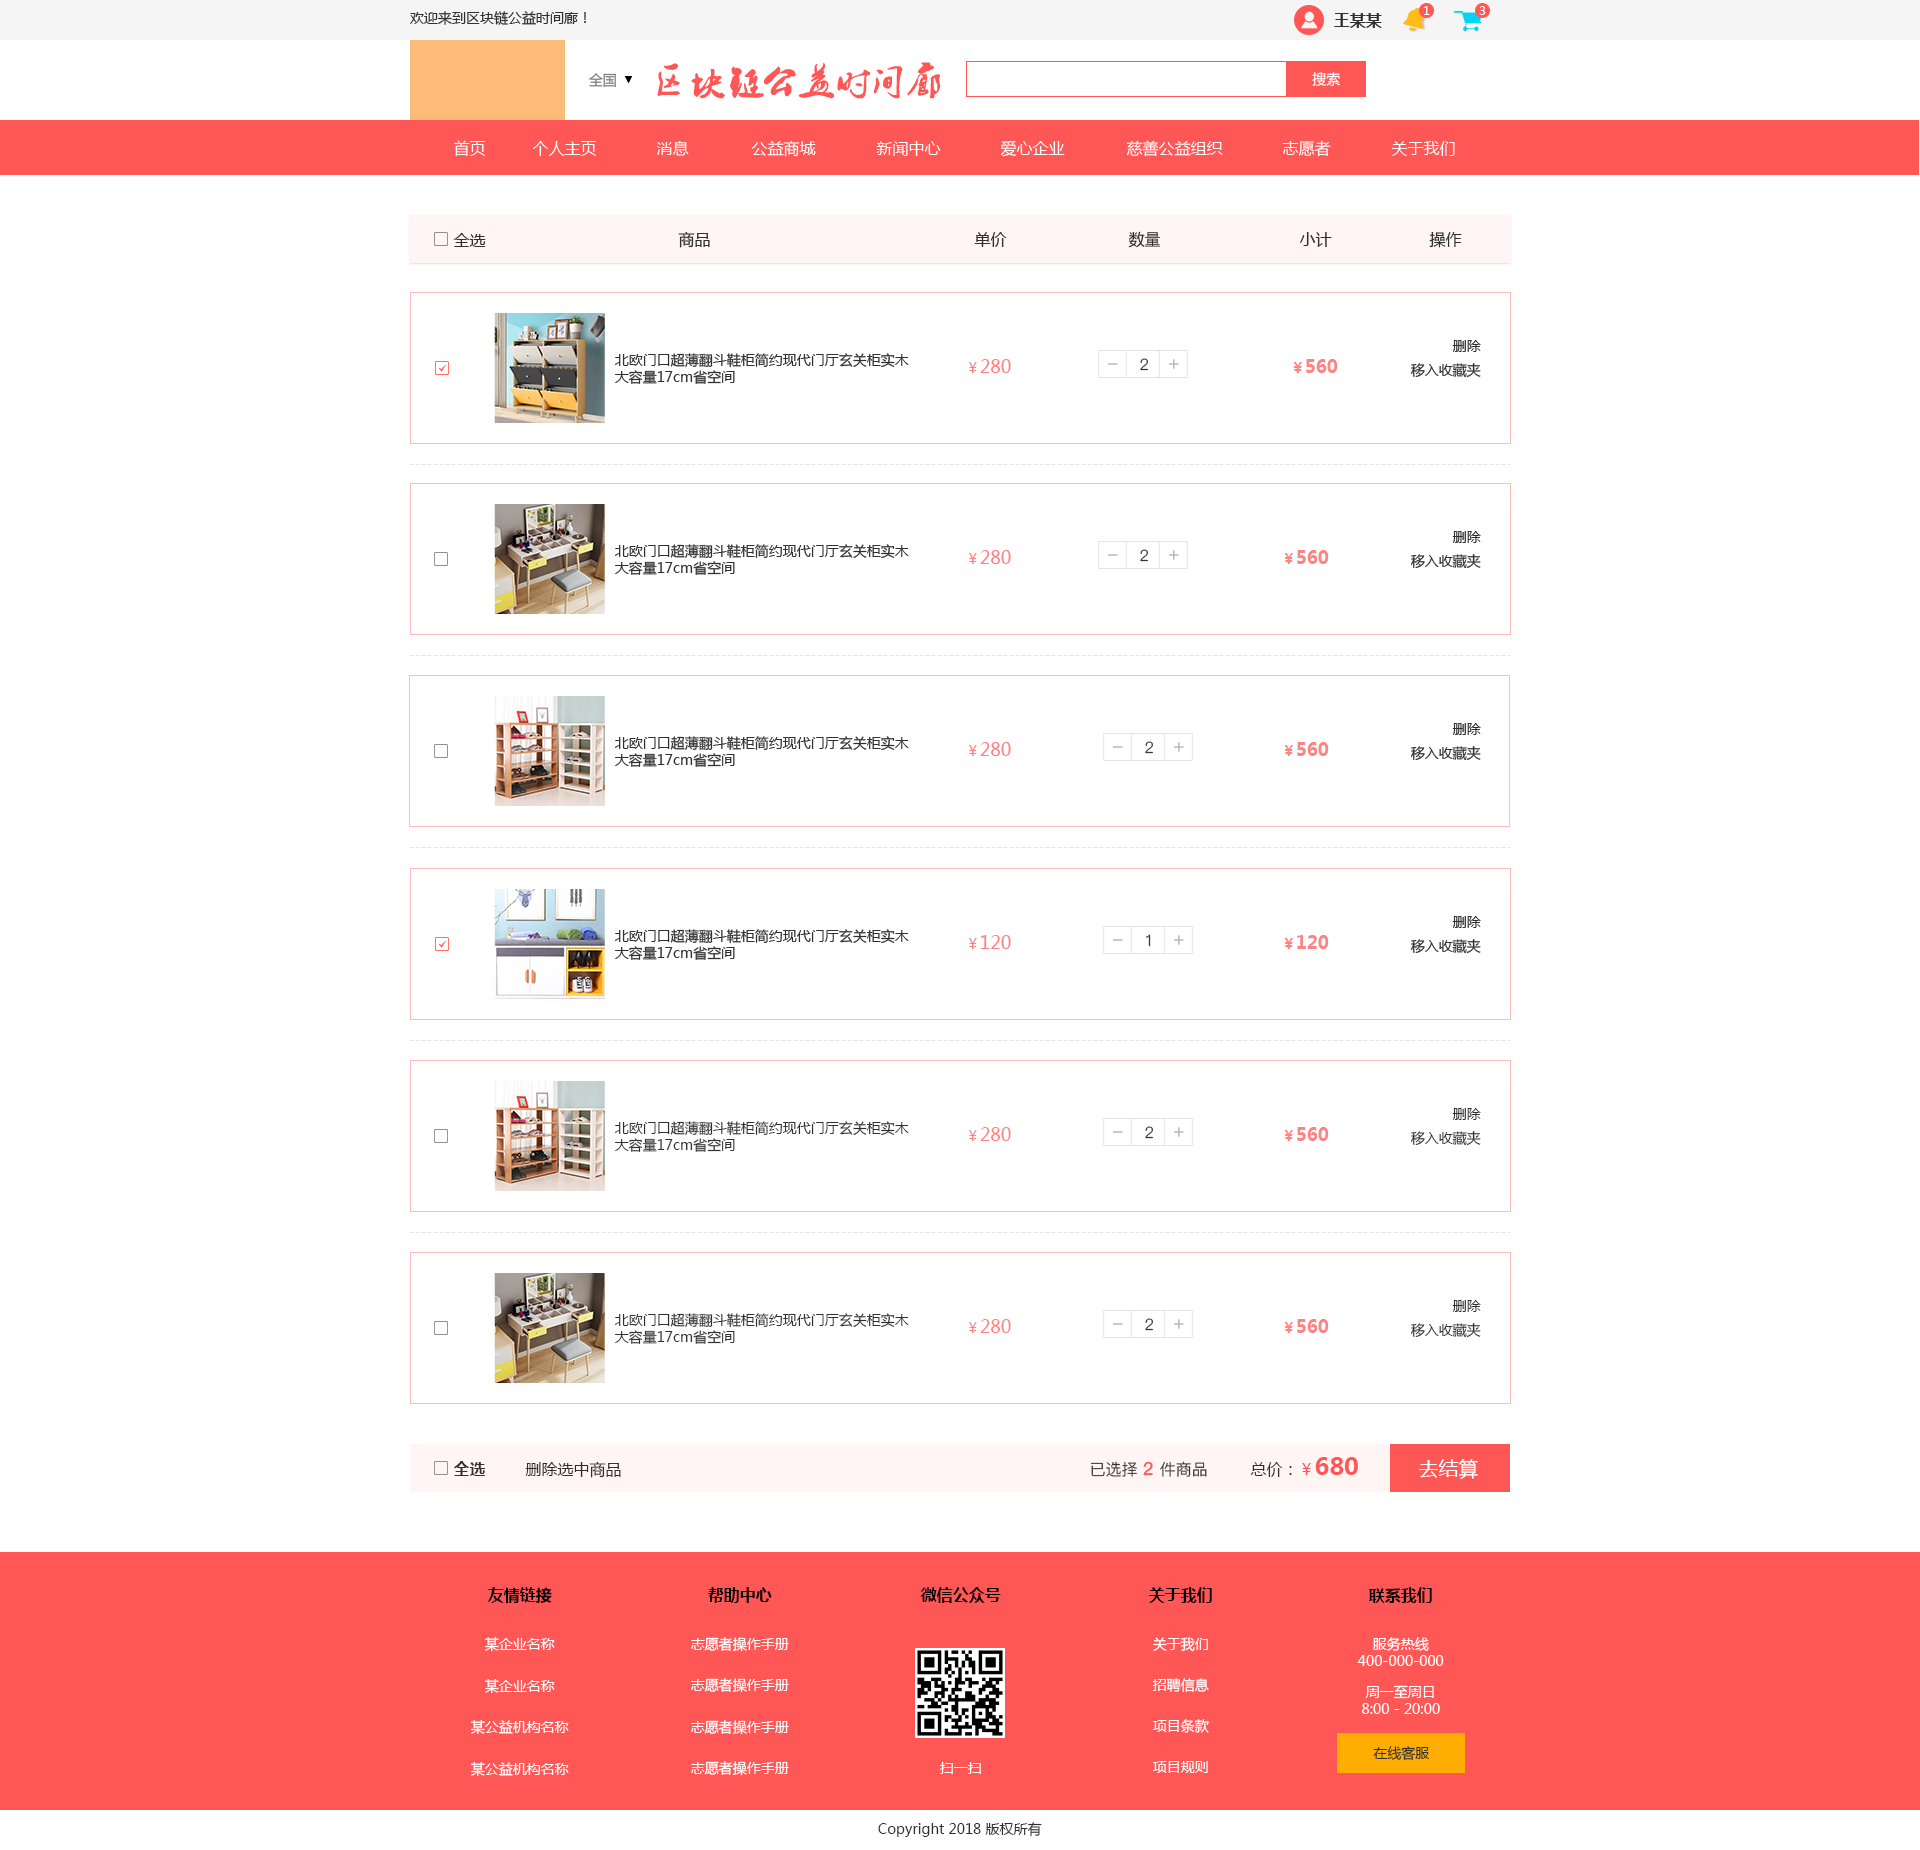 欢迎来到区块链公益时间廊！
王某某
1
3
全国 ▼
区块链公益时间廊
搜索
首页 个人主页 消息 公益商城 新闻中心 爱心企业 慈善公益组织 志愿者 关于我们
全选 商品 单价 数量 小计 操作
北欧门口超薄翻斗鞋柜简约现代门厅玄关柜实木
大容量17cm省空间
¥280
− 2 +
¥560
删除
移入收藏夹
北欧门口超薄翻斗鞋柜简约现代门厅玄关柜实木
大容量17cm省空间
¥280
− 2 +
¥560
删除
移入收藏夹
北欧门口超薄翻斗鞋柜简约现代门厅玄关柜实木
大容量17cm省空间
¥280
− 2 +
¥560
删除
移入收藏夹
北欧门口超薄翻斗鞋柜简约现代门厅玄关柜实木
大容量17cm省空间
¥120
− 1 +
¥120
删除
移入收藏夹
北欧门口超薄翻斗鞋柜简约现代门厅玄关柜实木
大容量17cm省空间
¥280
− 2 +
¥560
删除
移入收藏夹
北欧门口超薄翻斗鞋柜简约现代门厅玄关柜实木
大容量17cm省空间
¥280
− 2 +
¥560
删除
移入收藏夹
全选 删除选中商品 已选择 2 件商品 总价：¥680 去结算
友情链接
某企业名称
某企业名称
某公益机构名称
某公益机构名称
帮助中心
志愿者操作手册
志愿者操作手册
志愿者操作手册
志愿者操作手册
微信公众号
扫一扫
关于我们
关于我们
招聘信息
项目条款
项目规则
联系我们
服务热线
400-000-000
周一至周日
8:00 - 20:00
在线客服
Copyright 2018 版权所有